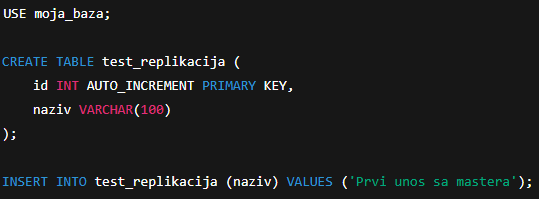 USE moja_baza;
CREATE TABLE test_replikacija (
id INT AUTO_INCREMENT PRIMARY KEY,
naziv VARCHAR(100)
);
INSERT INTO test_replikacija (naziv) VALUES ('Prvi unos sa mastera');